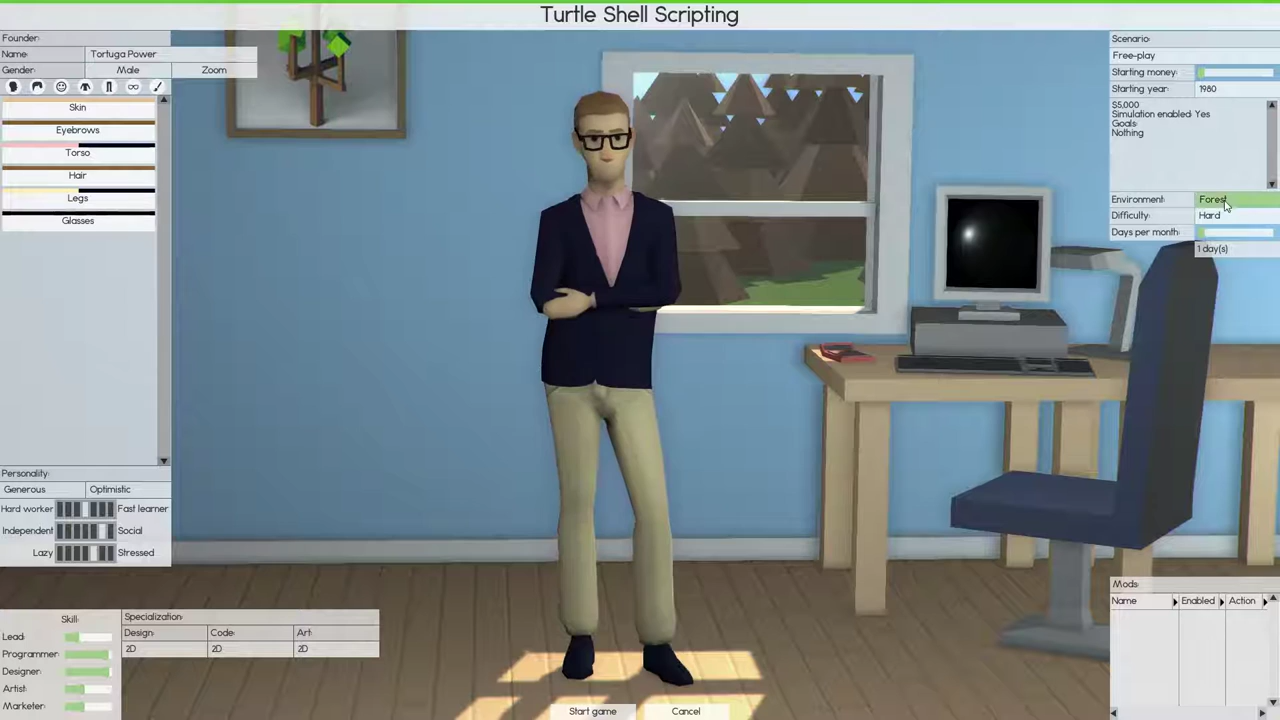 Turtle Shell Scripting
Founder:
Name: Tortuga Power
Gender: Male Zoom
Skin
Eyebrows
Torso
Hair
Legs
Glasses
Personality:
Generous Optimistic
Hard worker Fast learner
Independent Social
Lazy Stressed
Skill:
Lead:
Programmer:
Designer:
Artist:
Marketer:
Specialization:
Design: Code: Art:
2D 2D 2D
Start game Cancel
Scenario:
Free-play
Starting money:
Starting year: 1980
$5,000
Simulation enabled: Yes
Goals:
Nothing
Environment: Forest
Difficulty: Hard
Days per month:
1 day(s)
Mods:
Name Enabled Action